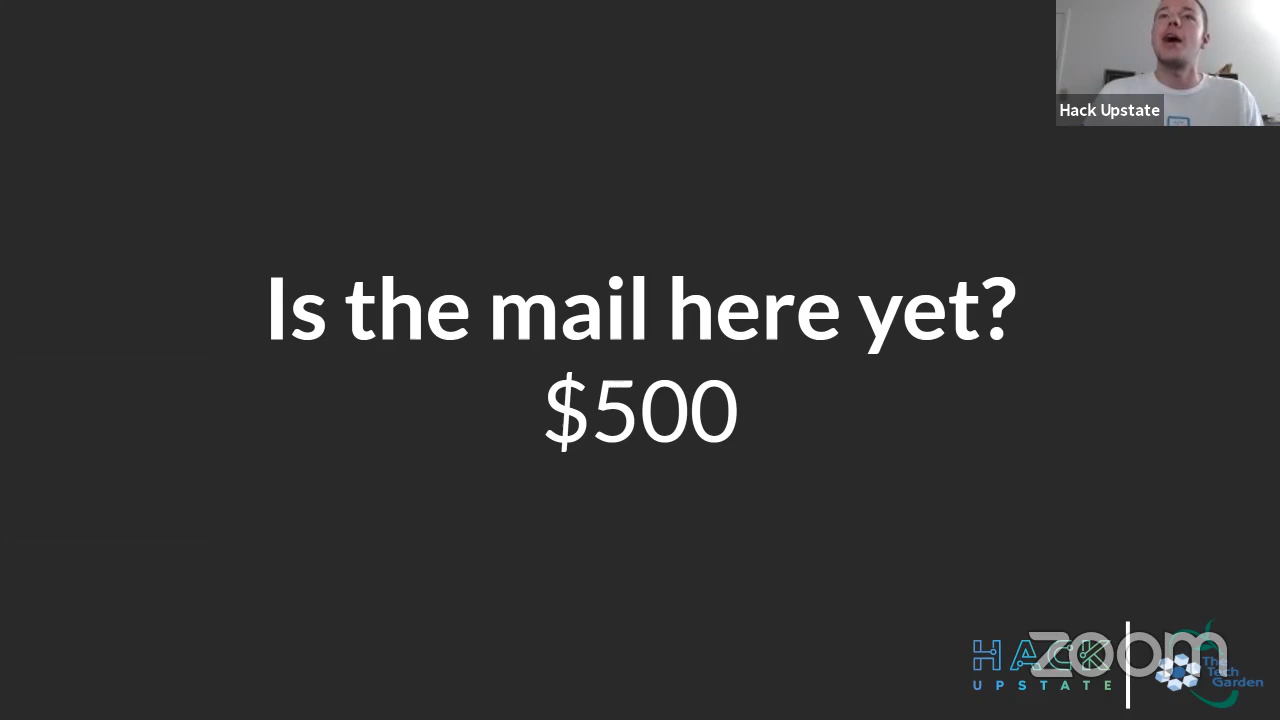 Hack Upstate
Is the mail here yet?
$500
HACK
UPSTATE
zoom
The
Tech
Garden